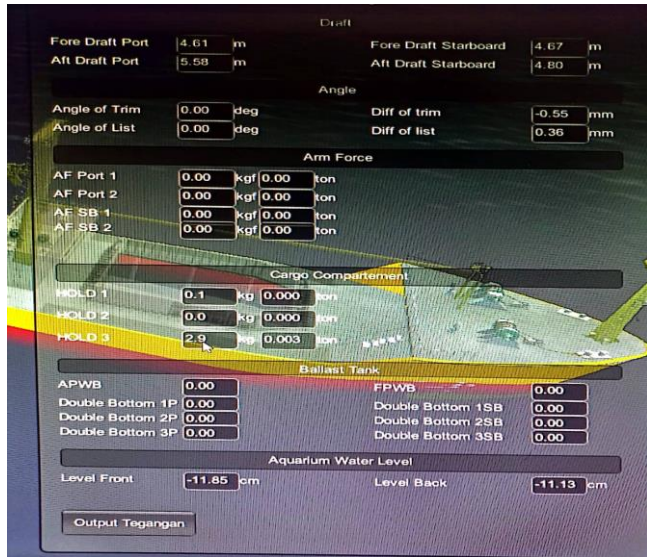 Draft
Fore Draft Port 4.61 m Fore Draft Starboard 4.67 m
Aft Draft Port 5.58 m Aft Draft Starboard 4.80 m
Angle
Angle of Trim 0.00 deg Diff of trim -0.55 mm
Angle of List 0.00 deg Diff of list 0.36 mm
Arm Force
AF Port 1 0.00 kgf 0.00 ton
AF Port 2 0.00 kgf 0.00 ton
AF SB 1 0.00 kgf 0.00 ton
AF SB 2 0.00 kgf 0.00 ton
Cargo Compartement
HOLD 1 0.1 kg 0.000 ton
HOLD 2 0.0 kg 0.000 ton
HOLD 3 2.9 kg 0.003 ton
Ballast Tank
APWB 0.00 FPWB 0.00
Double Bottom 1P 0.00 Double Bottom 1SB 0.00
Double Bottom 2P 0.00 Double Bottom 2SB 0.00
Double Bottom 3P 0.00 Double Bottom 3SB 0.00
Aquarium Water Level
Level Front -11.85 cm Level Back -11.13 cm
Output Tegangan